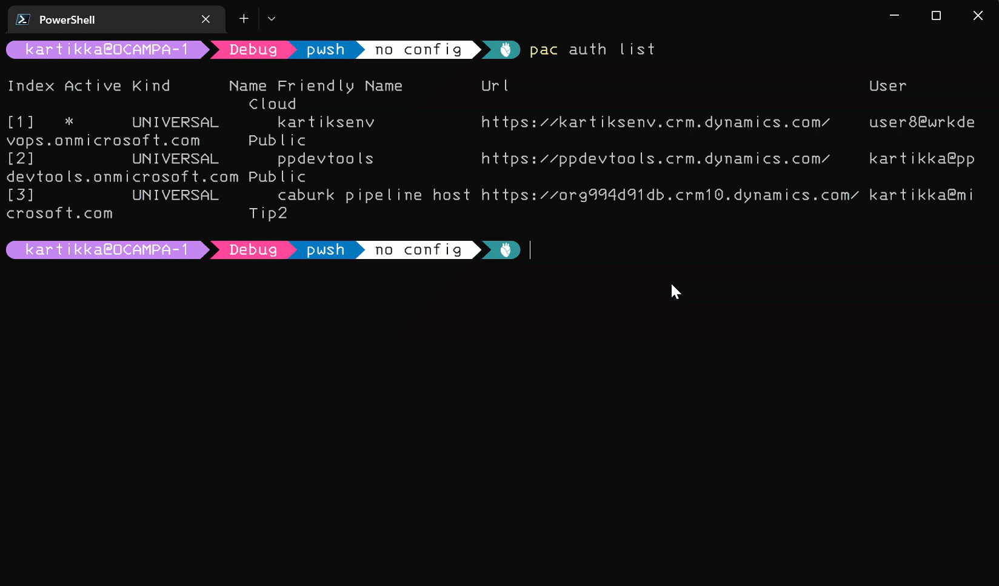 PowerShell
kartikka@OCAMPA-1 Debug pwsh no config pac auth list
Index Active Kind Name Friendly Name Url User
Cloud
[1] * UNIVERSAL kartiksenv https://kartiksenv.crm.dynamics.com/ user8@wrkde
vops.onmicrosoft.com Public
[2] UNIVERSAL ppdevtools https://ppdevtools.crm.dynamics.com/ kartikka@pp
devtools.onmicrosoft.com Public
[3] UNIVERSAL caburk pipeline host https://org994d91db.crm10.dynamics.com/ kartikka@mi
crosoft.com Tip2
kartikka@OCAMPA-1 Debug pwsh no config